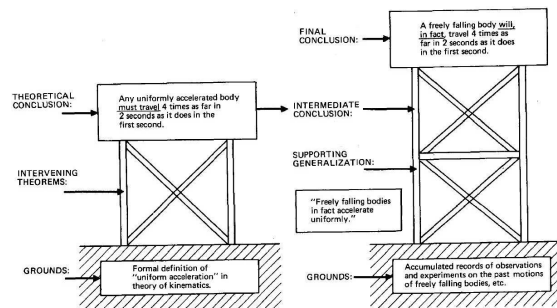 THEORETICAL
CONCLUSION:
Any uniformly accelerated body
must travel 4 times as far in
2 seconds as it does in the
first second.
INTERVENING
THEOREMS:
GROUNDS:
Formal definition of
"uniform acceleration" in
theory of kinematics.
FINAL
CONCLUSION:
A freely falling body will,
in fact, travel 4 times as
far in 2 seconds as it does
in the first second.
INTERMEDIATE
CONCLUSION:
SUPPORTING
GENERALIZATION:
"Freely falling bodies
in fact accelerate
uniformly."
GROUNDS:
Accumulated records of observations
and experiments on the past motions
of freely falling bodies, etc.